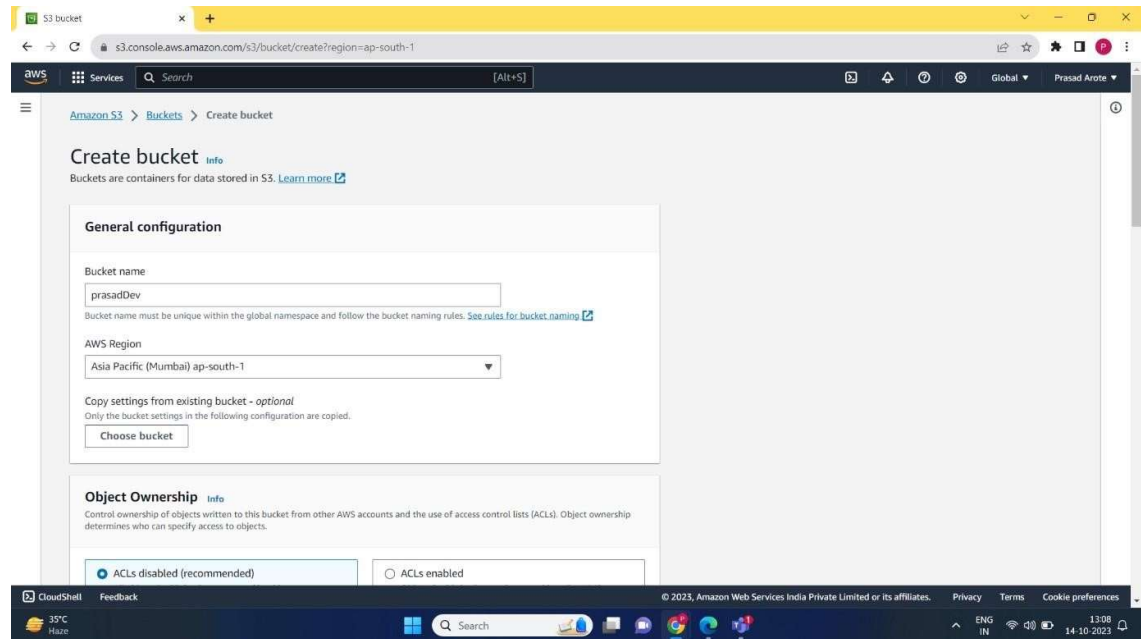 S3 bucket
s3.console.aws.amazon.com/s3/bucket/create?region=ap-south-1
P
aws Services Search [Alt+S] Global Prasad Arote
Amazon S3 > Buckets > Create bucket
Create bucket Info
Buckets are containers for data stored in S3. Learn more
General configuration
Bucket name
prasadDev
Bucket name must be unique within the global namespace and follow the bucket naming rules. See rules for bucket naming
AWS Region
Asia Pacific (Mumbai) ap-south-1
Copy settings from existing bucket - optional
Only the bucket settings in the following configuration are copied.
Choose bucket
Object Ownership Info
Control ownership of objects written to this bucket from other AWS accounts and the use of access control lists (ACLs). Object ownership
determines who can specify access to objects.
ACLs disabled (recommended) ACLs enabled
CloudShell Feedback © 2023, Amazon Web Services India Private Limited or its affiliates. Privacy Terms Cookie preferences
35°C Search ENG 13:08
Haze IN 14-10-2023